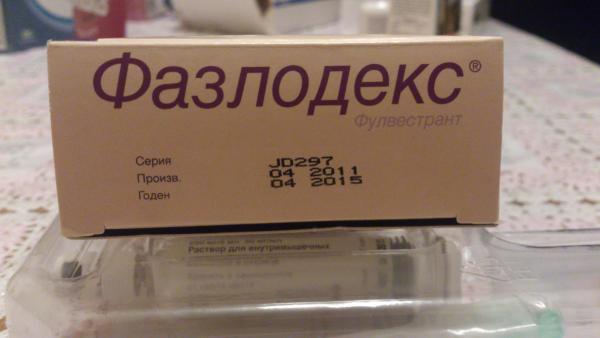 Фазлодекс®
Фулвестрант
Серия JD297
Произв. 04 2011
Годен 04 2015
Раствор для внутримышечных